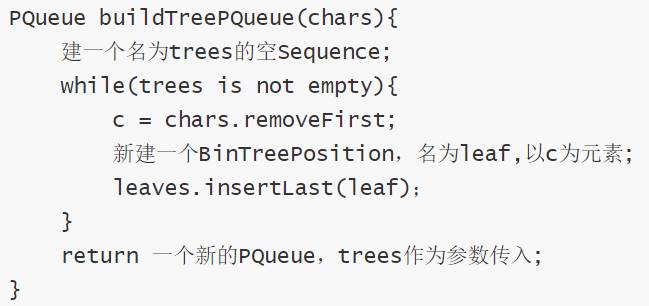 PQueue buildTreePQueue(chars){
建一个名为trees的空Sequence;
while(trees is not empty){
c = chars.removeFirst;
新建一个BinTreePosition，名为leaf,以c为元素;
leaves.insertLast(leaf);
}
return 一个新的PQueue，trees作为参数传入;
}